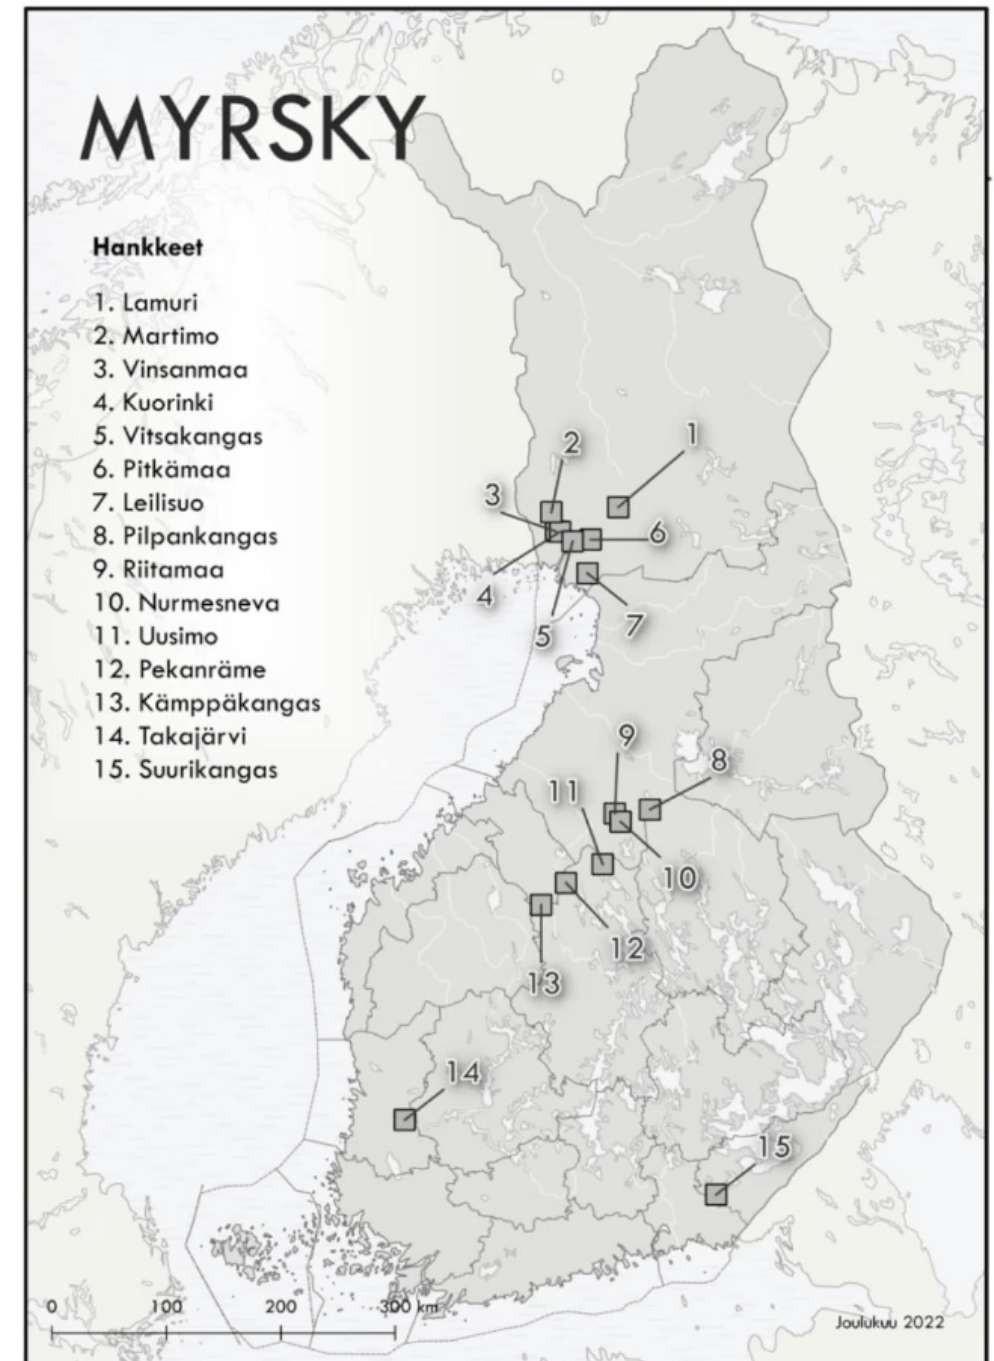 MYRSKY
Hankkeet
1. Lamuri
2. Martimo
3. Vinsanmaa
4. Kuorinki
5. Vitsakangas
6. Pitkämaa
7. Leilisuo
8. Pilpankangas
9. Riitamaa
10. Nurmesneva
11. Uusimo
12. Pekanräme
13. Kämppäkangas
14. Takajärvi
15. Suurikangas
1
2
3
6
4
5
7
9
8
11
10
12
13
14
15
0 100 200 300 km
Joulukuu 2022